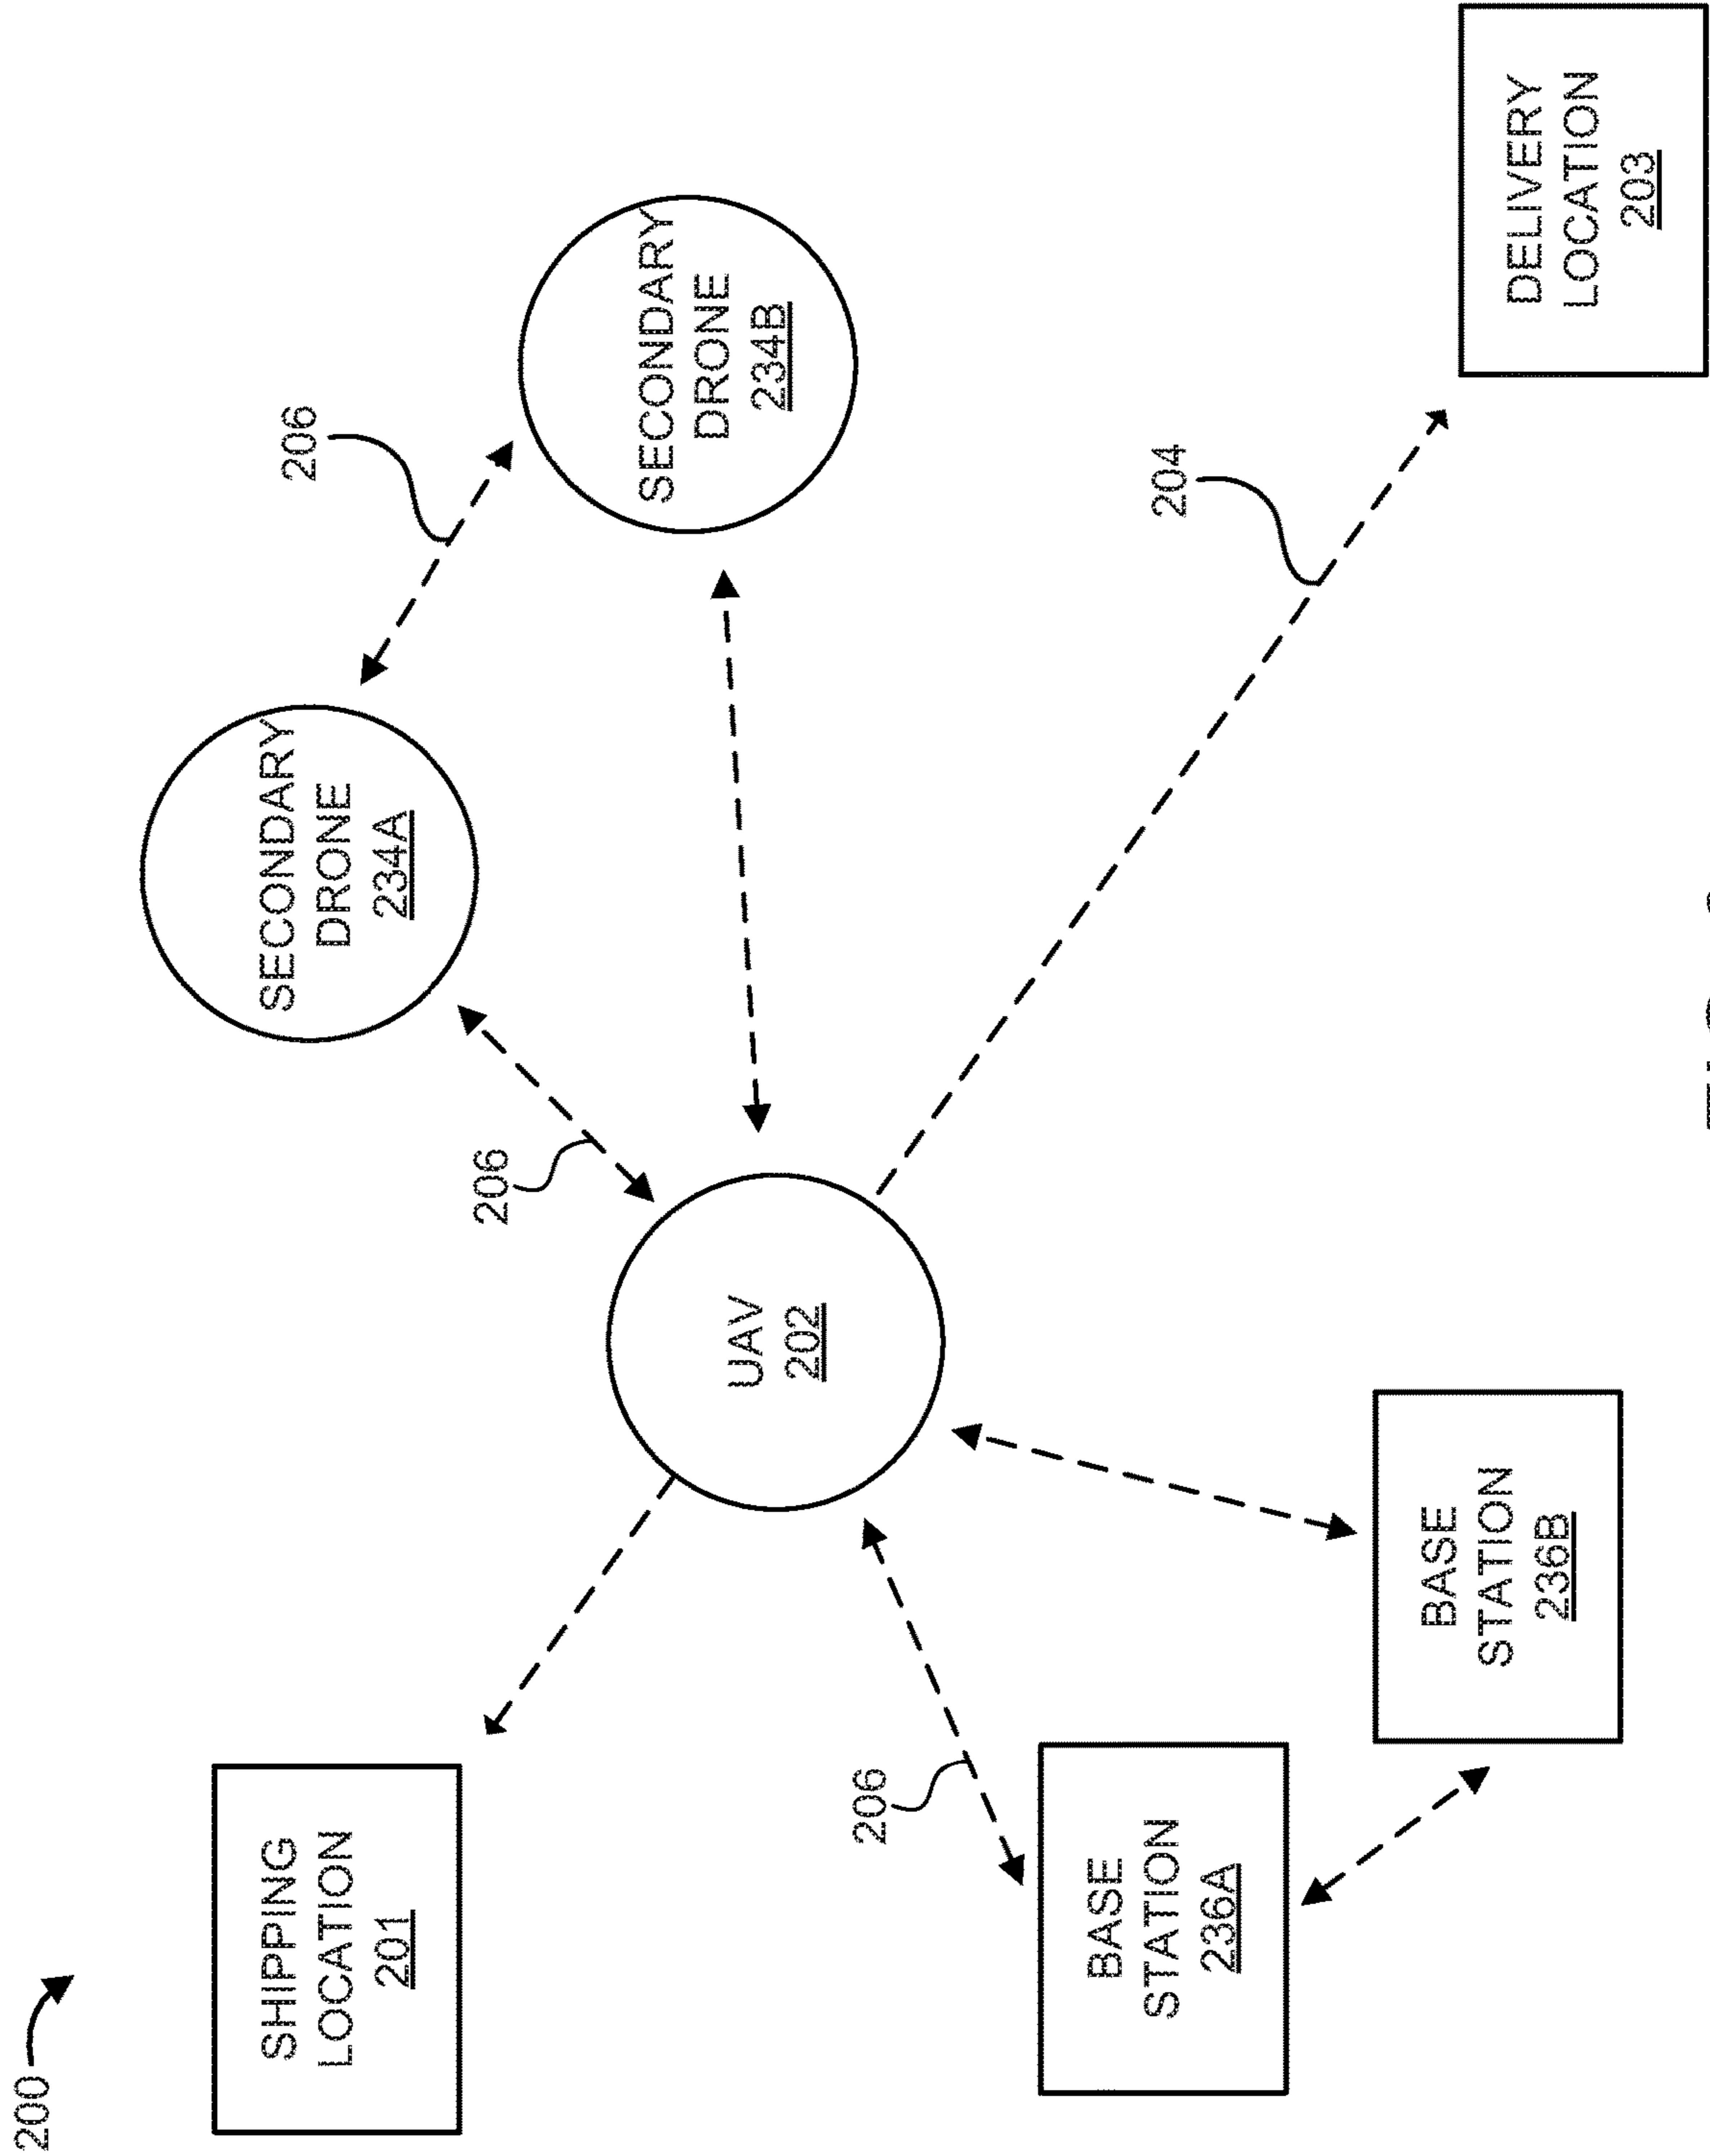 200
SHIPPING
LOCATION
201
SECONDARY
DRONE
234A
206
206
SECONDARY
DRONE
234B
UAV
202
206
BASE
STATION
236A
BASE
STATION
236B
204
DELIVERY
LOCATION
203